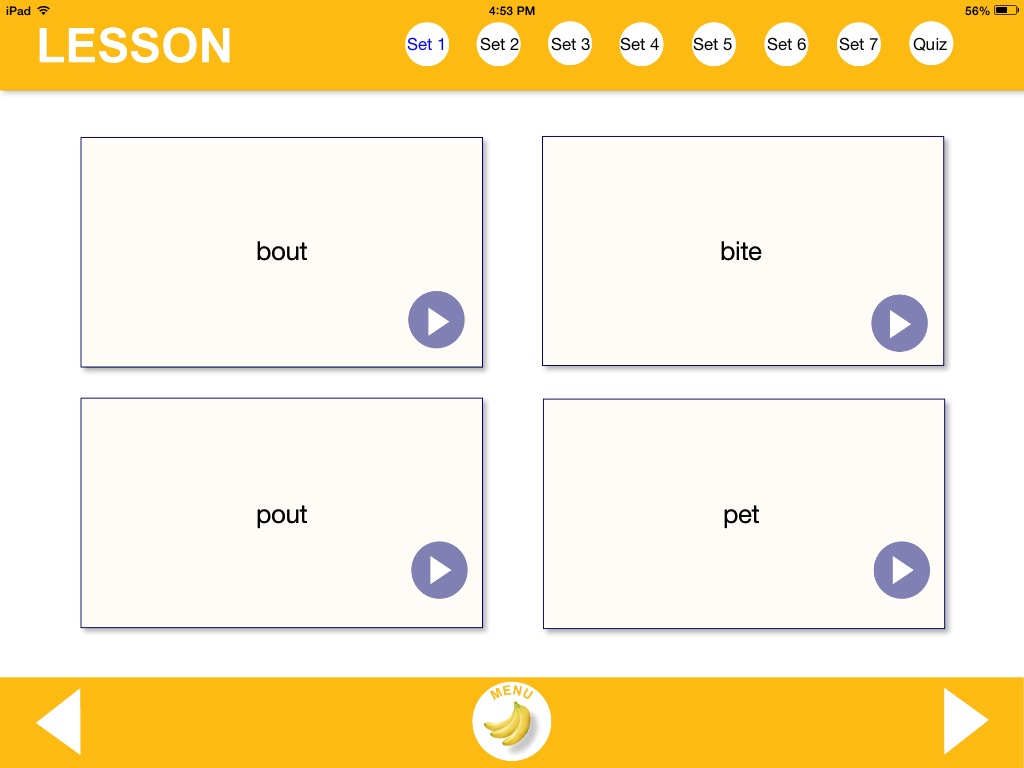 iPad 4:53 PM 56%
LESSON Set 1 Set 2 Set 3 Set 4 Set 5 Set 6 Set 7 Quiz
bout bite
pout pet
MENU